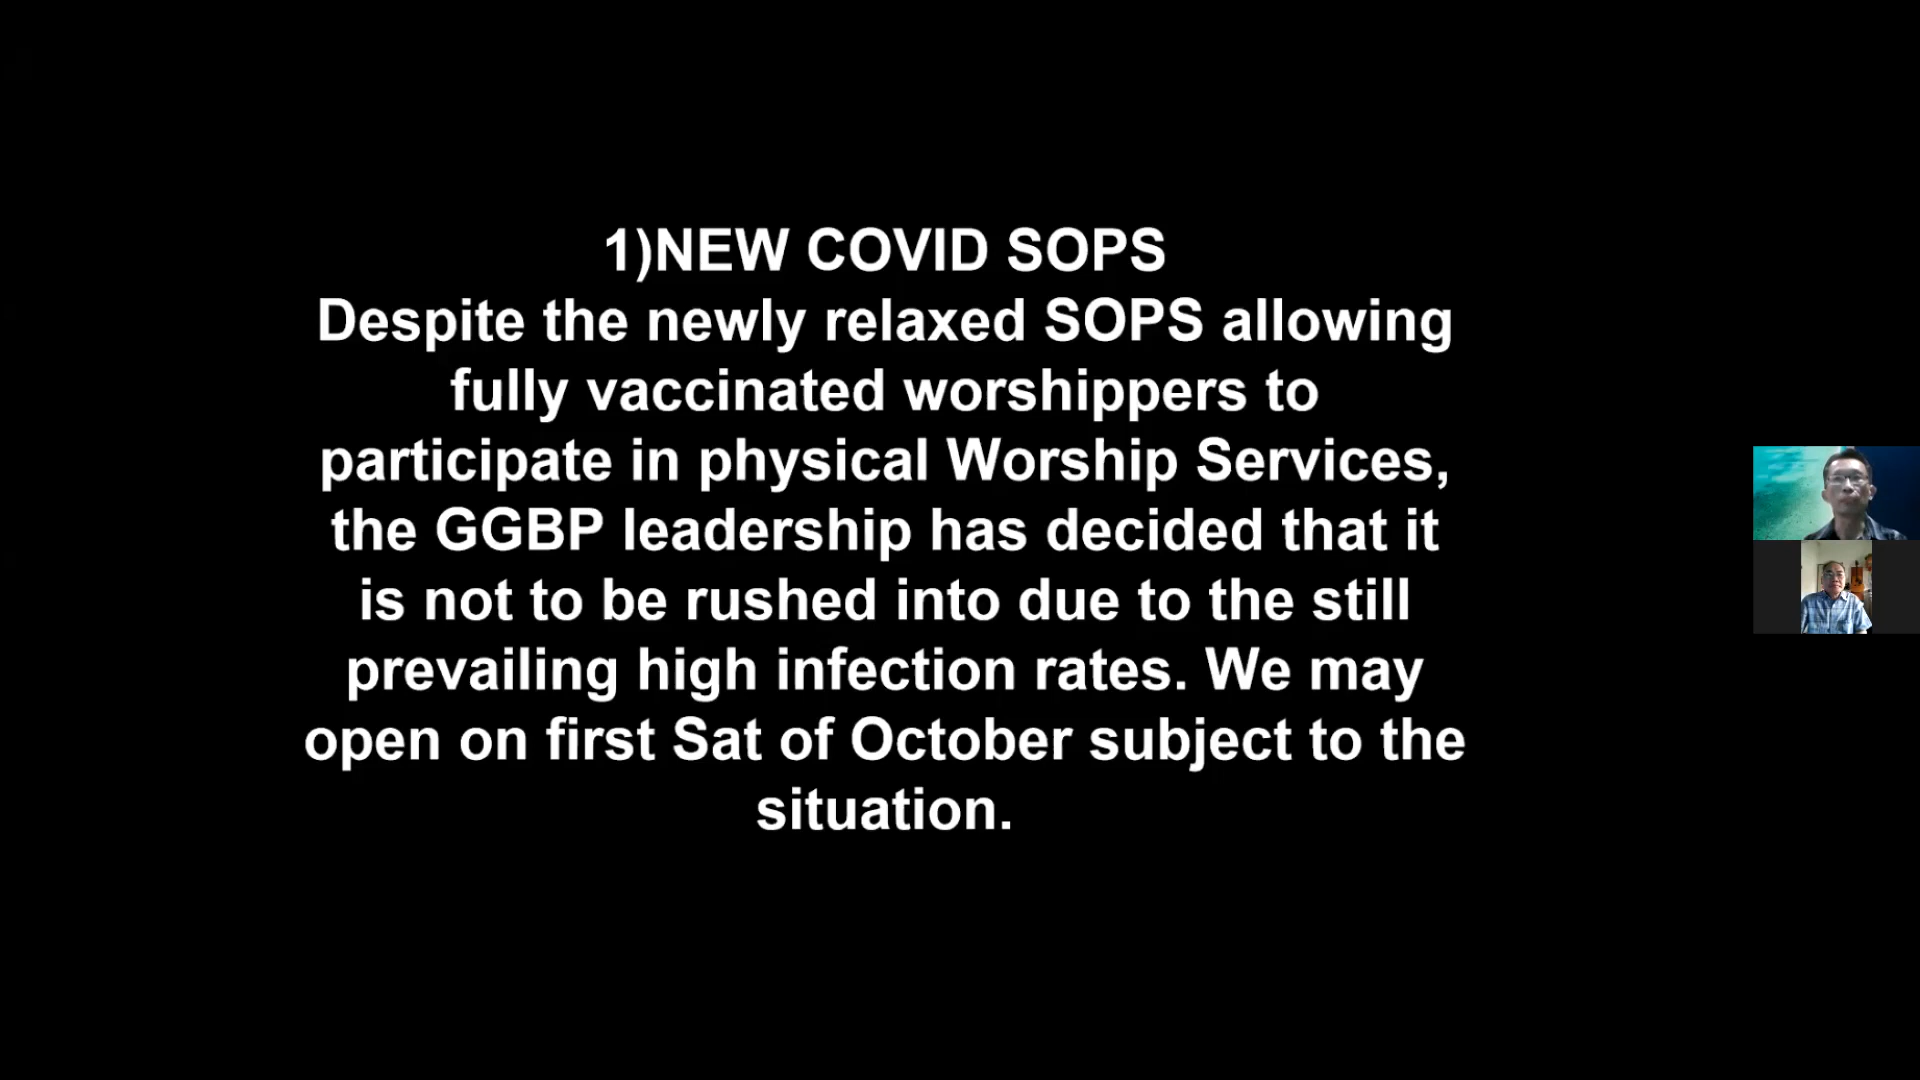 1)NEW COVID SOPS
Despite the newly relaxed SOPS allowing
fully vaccinated worshippers to
participate in physical Worship Services,
the GGBP leadership has decided that it
is not to be rushed into due to the still
prevailing high infection rates. We may
open on first Sat of October subject to the
situation.